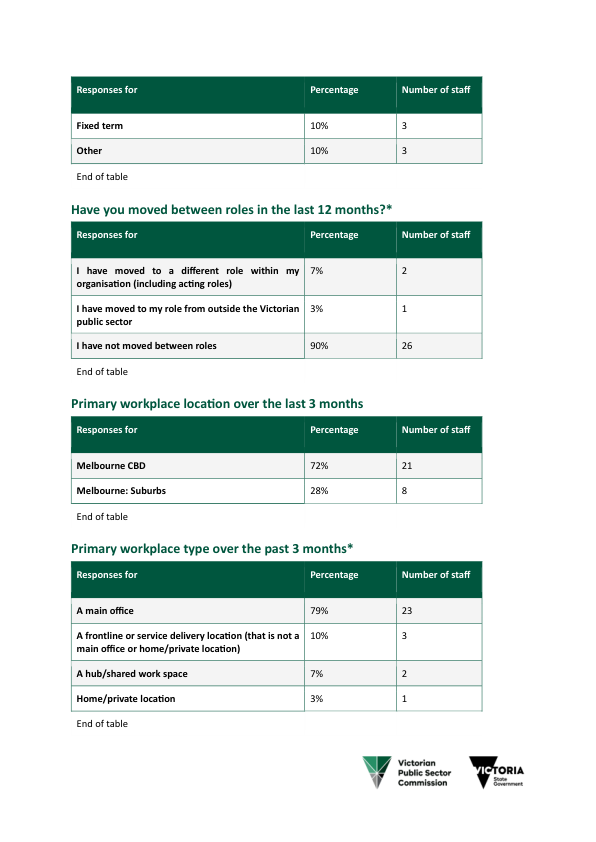 Responses for Percentage Number of staff
Fixed term 10% 3
Other 10% 3
End of table
Have you moved between roles in the last 12 months?*
Responses for Percentage Number of staff
I have moved to a different role within my
organisation (including acting roles) 7% 2
I have moved to my role from outside the Victorian
public sector 3% 1
I have not moved between roles 90% 26
End of table
Primary workplace location over the last 3 months
Responses for Percentage Number of staff
Melbourne CBD 72% 21
Melbourne: Suburbs 28% 8
End of table
Primary workplace type over the past 3 months*
Responses for Percentage Number of staff
A main office 79% 23
A frontline or service delivery location (that is not a
main office or home/private location) 10% 3
A hub/shared work space 7% 2
Home/private location 3% 1
End of table
Victorian
Public Sector
Commission
VICTORIA
State
Government